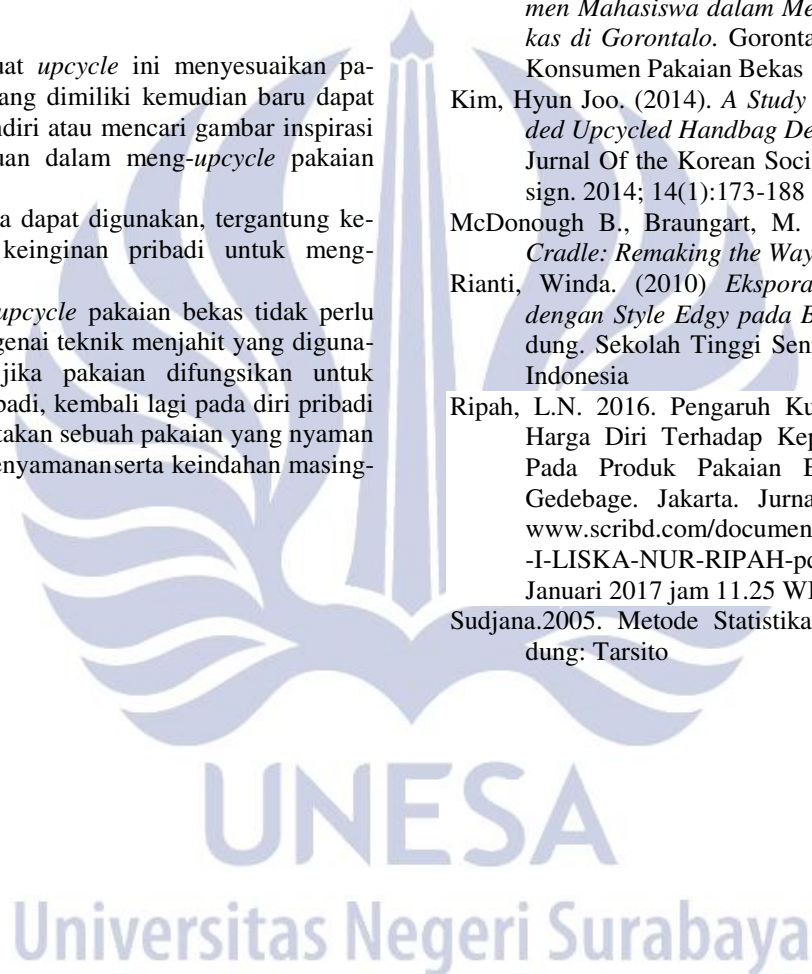 uat upcycle ini menyesuaikan pa-
ang dimiliki kemudian baru dapat
ndiri atau mencari gambar inspirasi
uan dalam meng-upcycle pakaian
a dapat digunakan, tergantung ke-
keinginan pribadi untuk meng-
upcycle pakaian bekas tidak perlu
genai teknik menjahit yang diguna-
jika pakaian difungsikan untuk
badi, kembali lagi pada diri pribadi
takan sebuah pakaian yang nyaman
enyamananserta keindahan masing-
men Mahasiswa dalam Me
kas di Gorontalo. Goronta
Konsumen Pakaian Bekas
Kim, Hyun Joo. (2014). A Study
ded Upcycled Handbag De
Jurnal Of the Korean Soci
sign. 2014; 14(1):173-188
McDonough B., Braungart, M.
Cradle: Remaking the Way
Rianti, Winda. (2010) Ekspora
dengan Style Edgy pada B
dung. Sekolah Tinggi Sen
Indonesia
Ripah, L.N. 2016. Pengaruh Ku
Harga Diri Terhadap Kep
Pada Produk Pakaian B
Gedebage. Jakarta. Jurna
www.scribd.com/documen
-I-LISKA-NUR-RIPAH-pd
Januari 2017 jam 11.25 WI
Sudjana.2005. Metode Statistika
dung: Tarsito
UNESA
Universitas Negeri Surabaya